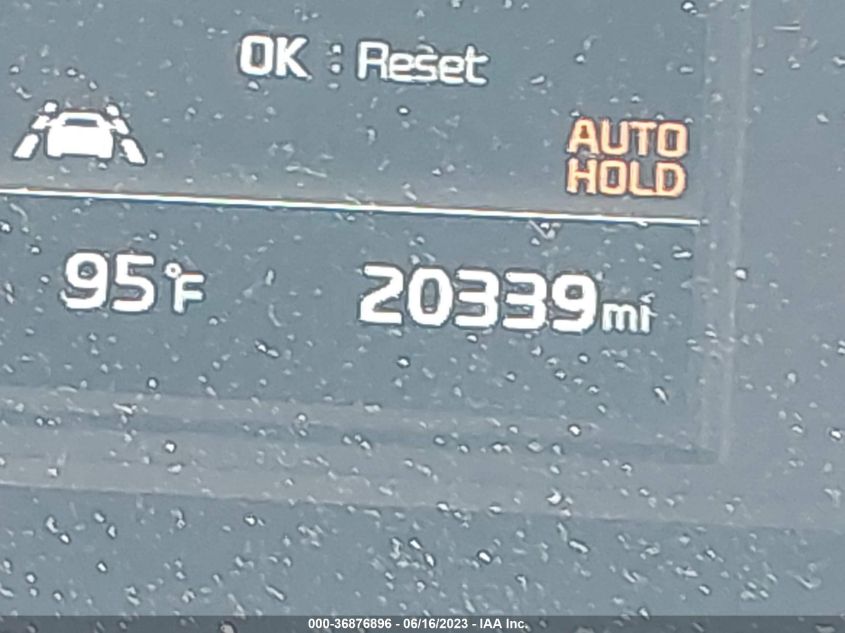 OK : Reset
AUTO
HOLD
95°F
20339mi
000-36876896 - 06/16/2023 - IAA Inc.